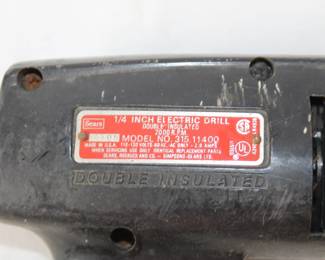 Sears
1/4 INCH ELECTRIC DRILL
DOUBLE INSULATED
2000 R.P.M.
MODEL NO. 315.11400
MADE IN U.S.A. 110-120 VOLTS 60 HZ. AC ONLY - 2.8 AMPS
WHEN SERVICING USE ONLY IDENTICAL REPLACEMENT PARTS
SEARS, ROEBUCK AND CO. - SIMPSONS-SEARS LTD.
UL
DOUBLE INSULATED